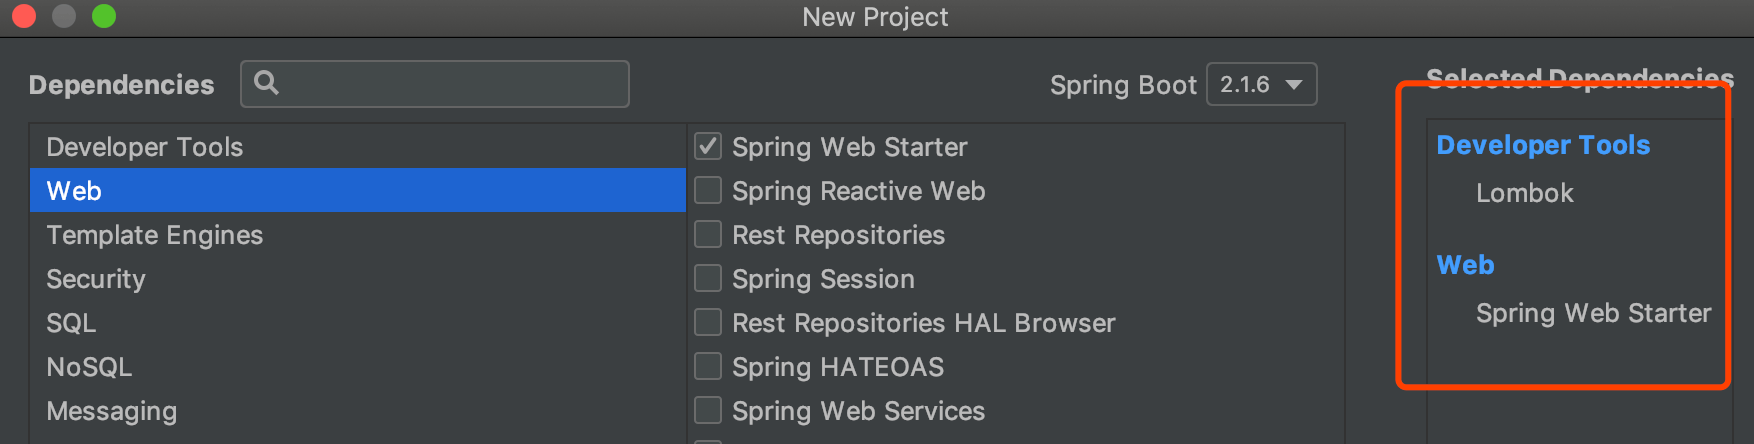 New Project
Dependencies
Spring Boot 2.1.6
Selected Dependencies
Developer Tools
Web
Template Engines
Security
SQL
NoSQL
Messaging
Spring Web Starter
Spring Reactive Web
Rest Repositories
Spring Session
Rest Repositories HAL Browser
Spring HATEOAS
Spring Web Services
Developer Tools
Lombok
Web
Spring Web Starter